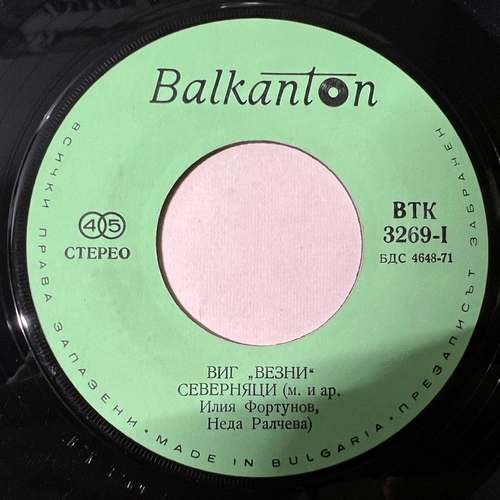 Balkanton
45
СТЕРЕО
ВТК
3269-I
БДС 4648-71
ВИГ „ВЕЗНИ“
СЕВЕРНЯЦИ (м. и ар.
Илия Фортунов,
Неда Ралчева)
ВСИЧКИ ПРАВА ЗАПАЗЕНИ • MADE IN BULGARIA • ПРЕЗАПИСЪТ ЗАБРАНЕН